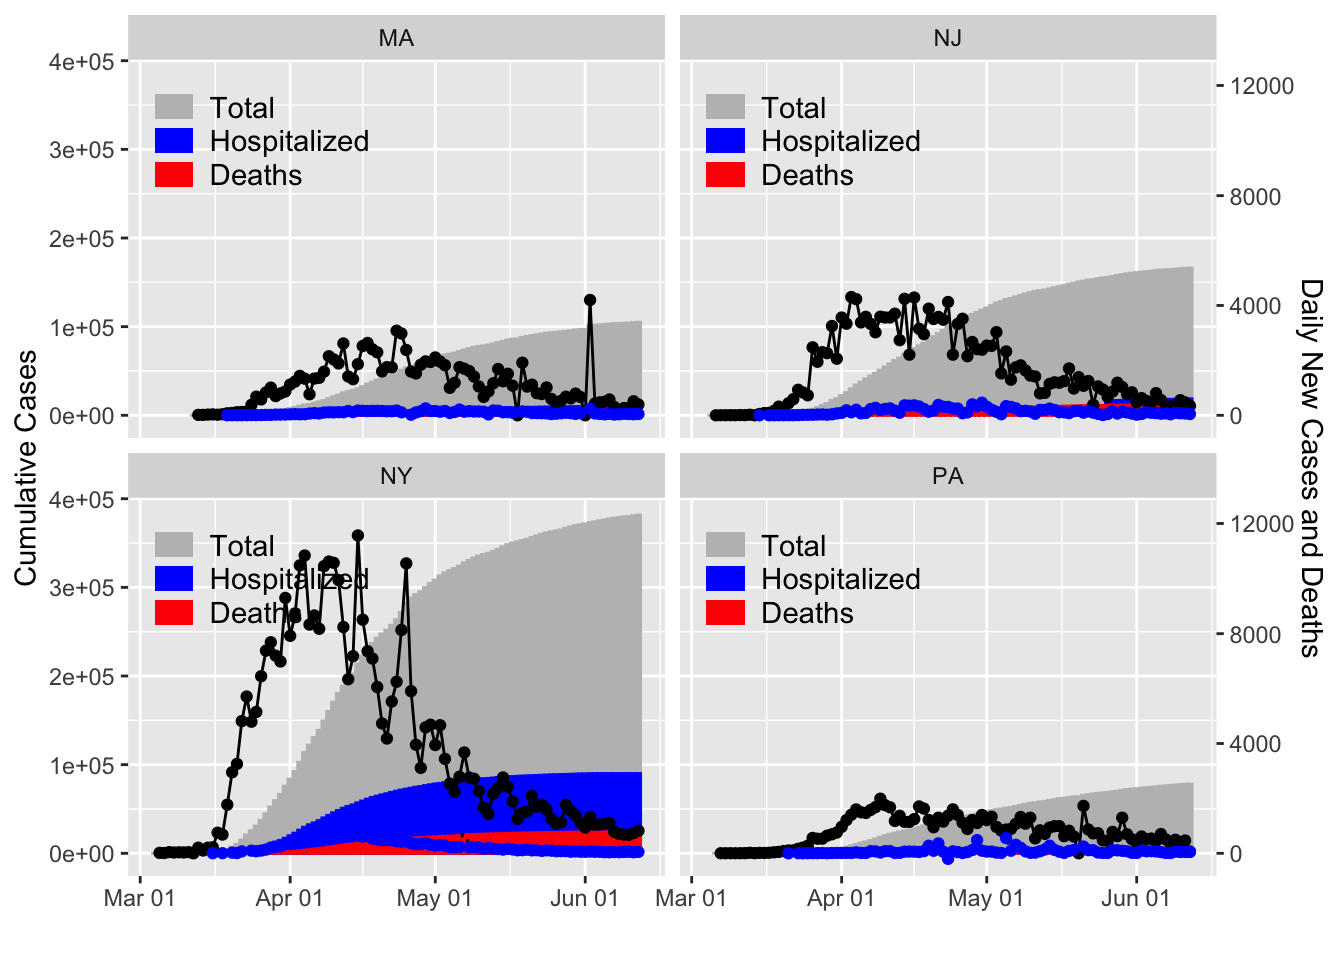 MA
NJ
4e+05
3e+05
2e+05
1e+05
0e+00
Total
Hospitalized
Deaths
Total
Hospitalized
Deaths
12000
8000
4000
0
NY
PA
4e+05
3e+05
2e+05
1e+05
0e+00
Total
Hospitalized
Deaths
Total
Hospitalized
Deaths
12000
8000
4000
0
Mar 01
Apr 01
May 01
Jun 01
Mar 01
Apr 01
May 01
Jun 01
Cumulative Cases
Daily New Cases and Deaths